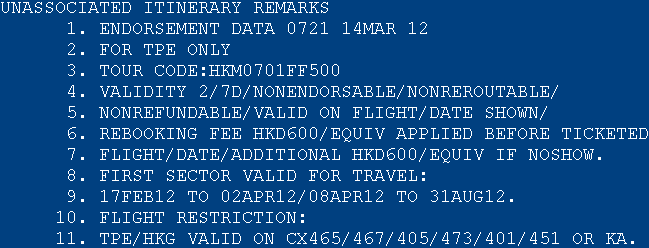 UNASSOCIATED ITINERARY REMARKS
1. ENDORSEMENT DATA 0721 14MAR 12
2. FOR TPE ONLY
3. TOUR CODE:HKM0701FF500
4. VALIDITY 2/7D/NONENDORSABLE/NONREROUTABLE/
5. NONREFUNDABLE/VALID ON FLIGHT/DATE SHOWN/
6. REBOOKING FEE HKD600/EQUIV APPLIED BEFORE TICKETED
7. FLIGHT/DATE/ADDITIONAL HKD600/EQUIV IF NOSHOW.
8. FIRST SECTOR VALID FOR TRAVEL:
9. 17FEB12 TO 02APR12/08APR12 TO 31AUG12.
10. FLIGHT RESTRICTION:
11. TPE/HKG VALID ON CX465/467/405/473/401/451 OR KA.